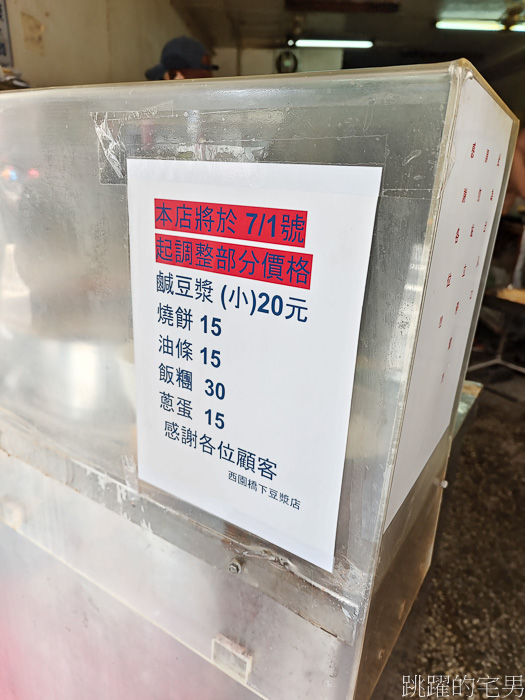 本店將於 7/1號
起調整部分價格
鹹豆漿 (小)20元
燒餅 15
油條 15
飯糰 30
蔥蛋 15
感謝各位顧客
西園橋下豆漿店
跳躍的宅男